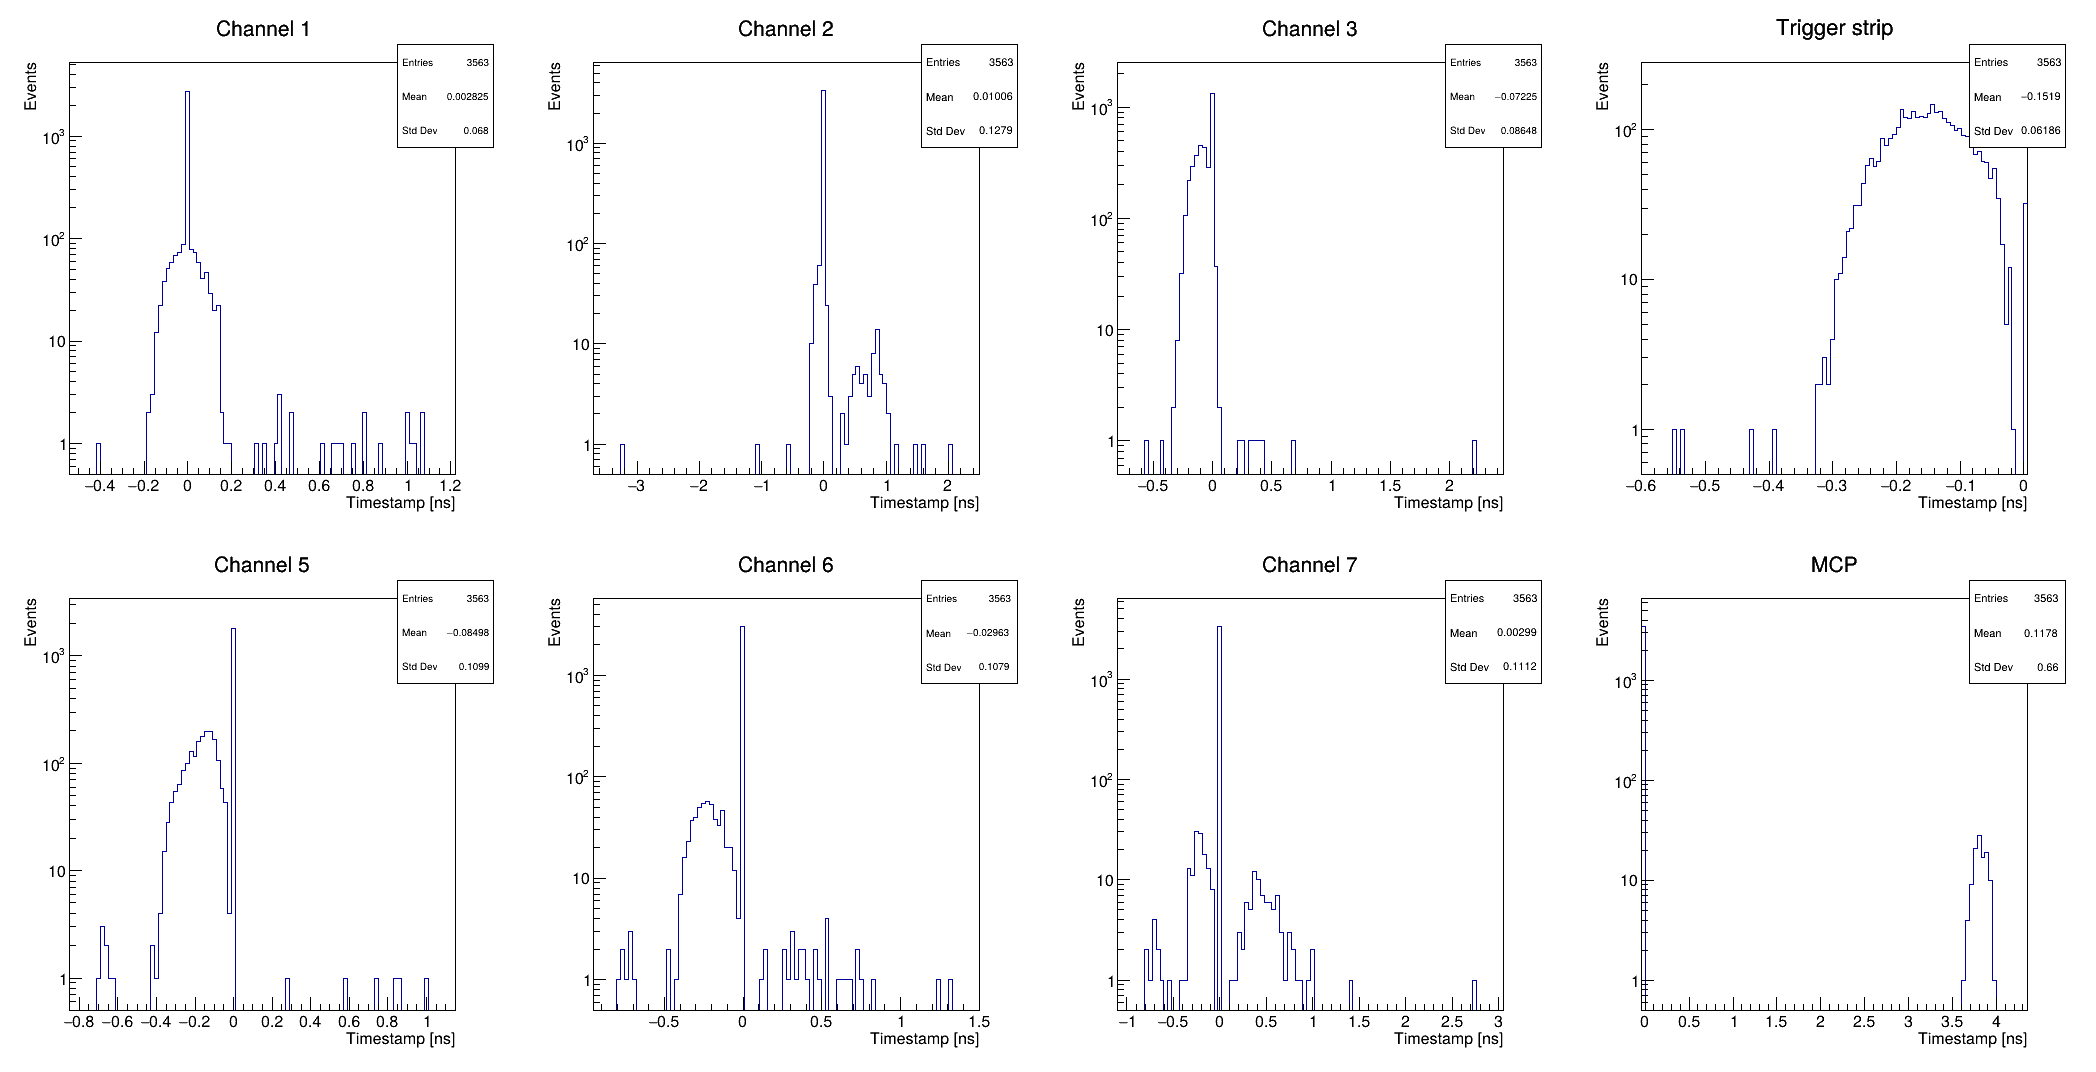 Channel 1
Events
Entries 3563
Mean 0.002825
Std Dev 0.068
10³
10²
10
1
−0.4 −0.2 0 0.2 0.4 0.6 0.8 1 1.2
Timestamp [ns]
Channel 2
Events
Entries 3563
Mean 0.01006
Std Dev 0.1279
10³
10²
10
1
−3 −2 −1 0 1 2
Timestamp [ns]
Channel 3
Events
Entries 3563
Mean −0.07225
Std Dev 0.08648
10³
10²
10
1
−0.5 0 0.5 1 1.5 2
Timestamp [ns]
Trigger strip
Events
Entries 3563
Mean −0.1519
Std Dev 0.06186
10²
10
1
−0.6 −0.5 −0.4 −0.3 −0.2 −0.1 0
Timestamp [ns]
Channel 5
Events
Entries 3563
Mean −0.08498
Std Dev 0.1099
10³
10²
10
1
−0.8 −0.6 −0.4 −0.2 0 0.2 0.4 0.6 0.8 1
Timestamp [ns]
Channel 6
Events
Entries 3563
Mean −0.02963
Std Dev 0.1079
10³
10²
10
1
−0.5 0 0.5 1 1.5
Timestamp [ns]
Channel 7
Events
Entries 3563
Mean 0.00299
Std Dev 0.1112
10³
10²
10
1
−1 −0.5 0 0.5 1 1.5 2 2.5 3
Timestamp [ns]
MCP
Events
Entries 3563
Mean 0.1178
Std Dev 0.66
10³
10²
10
1
0 0.5 1 1.5 2 2.5 3 3.5 4
Timestamp [ns]